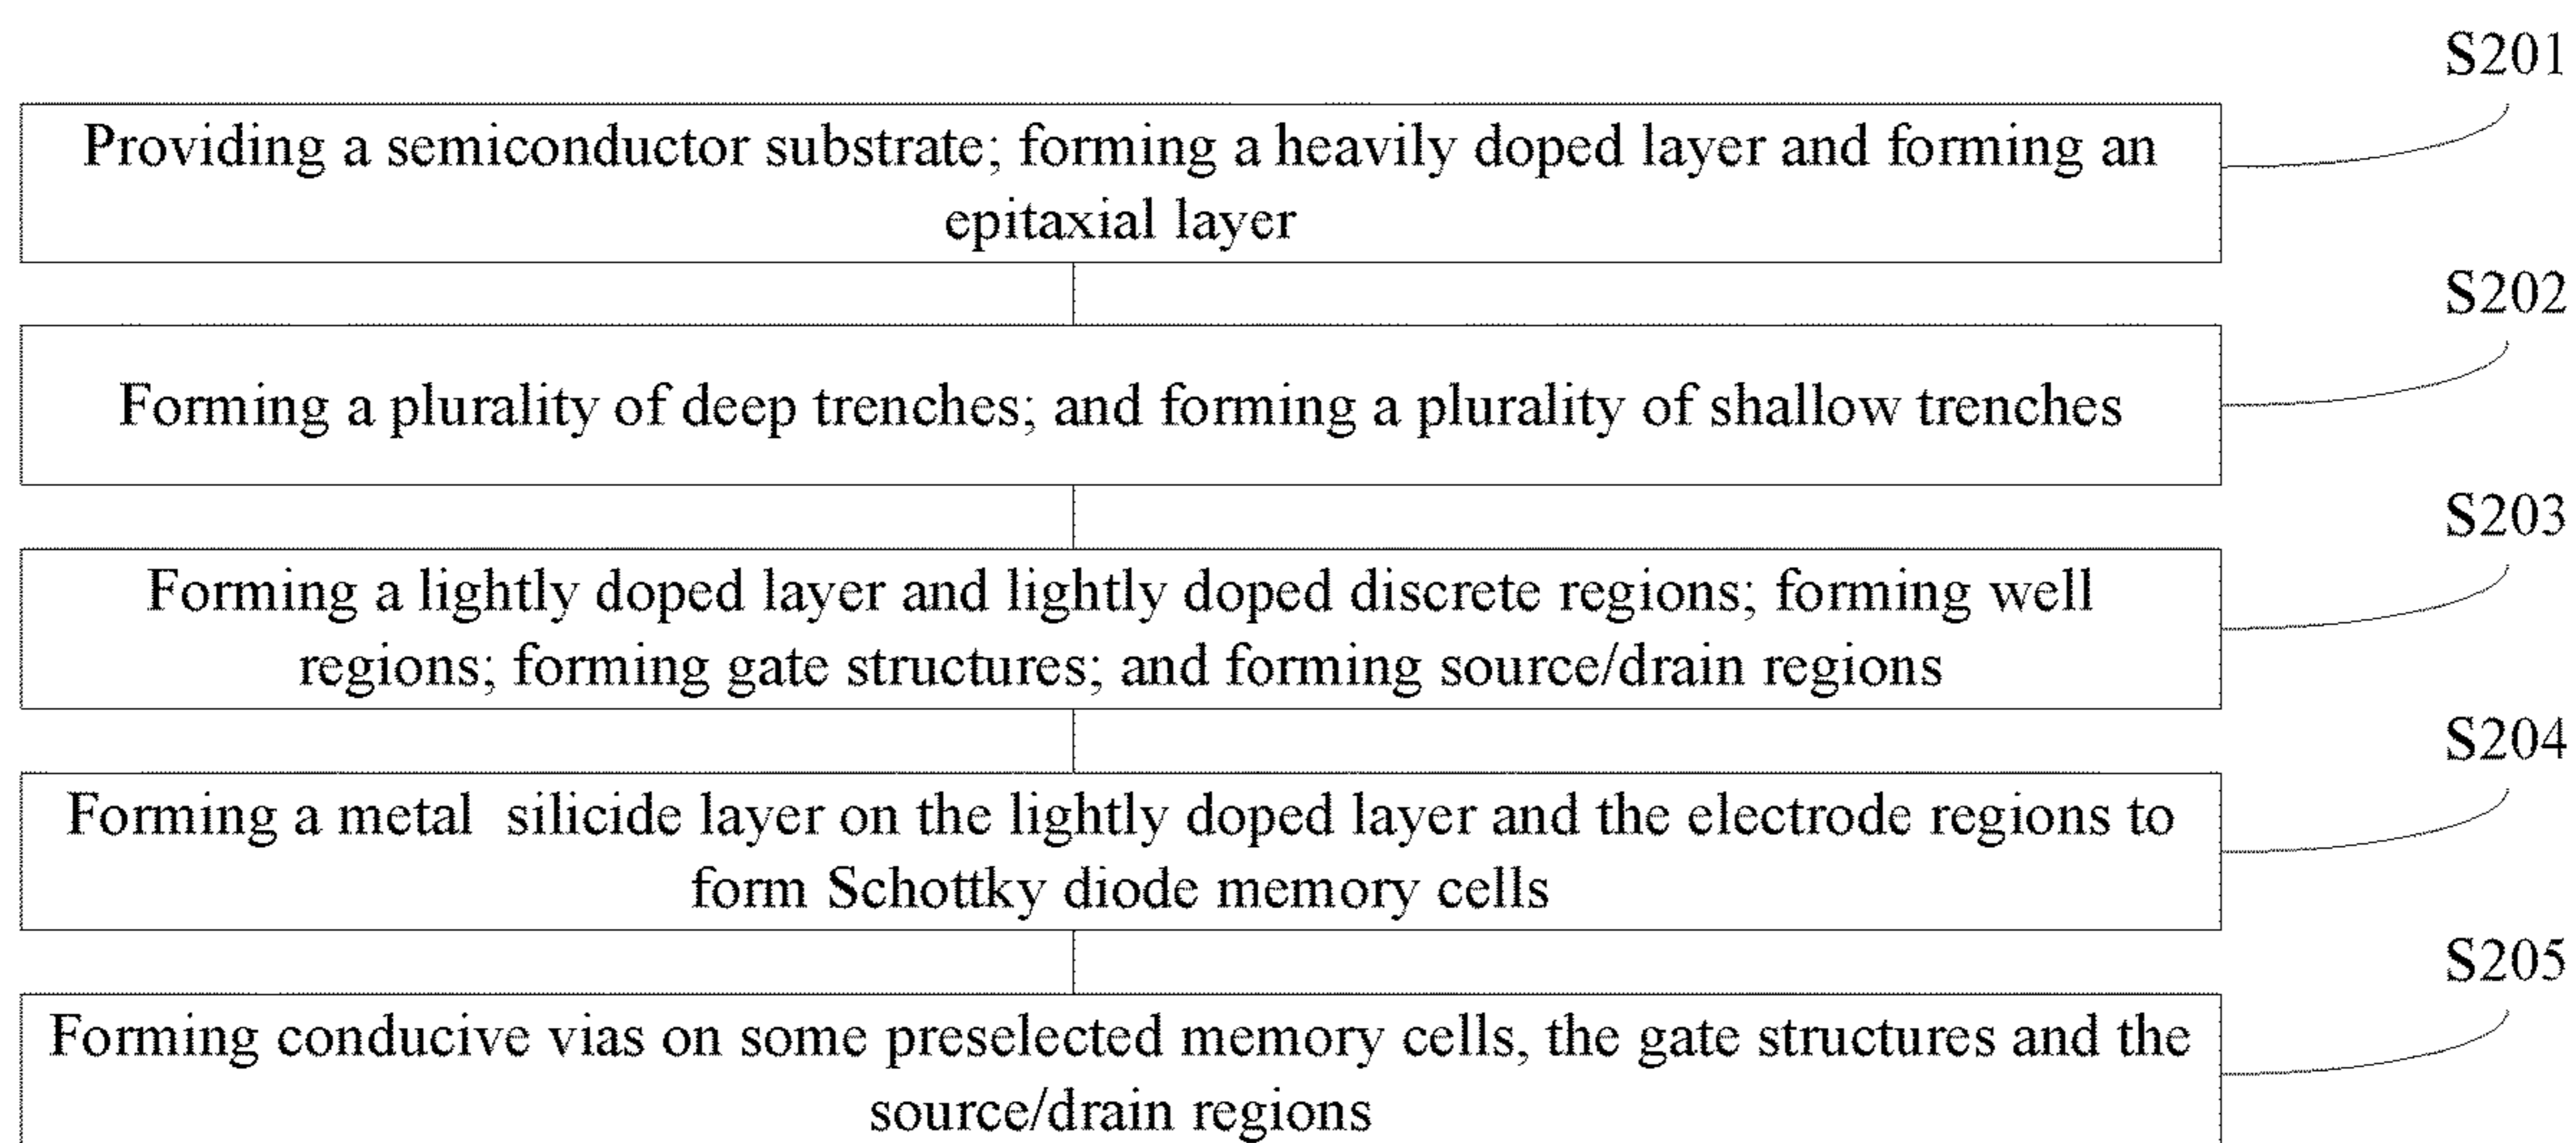 S201
Providing a semiconductor substrate; forming a heavily doped layer and forming an
epitaxial layer
S202
Forming a plurality of deep trenches; and forming a plurality of shallow trenches
S203
Forming a lightly doped layer and lightly doped discrete regions; forming well
regions; forming gate structures; and forming source/drain regions
S204
Forming a metal silicide layer on the lightly doped layer and the electrode regions to
form Schottky diode memory cells
S205
Forming conducive vias on some preselected memory cells, the gate structures and the
source/drain regions